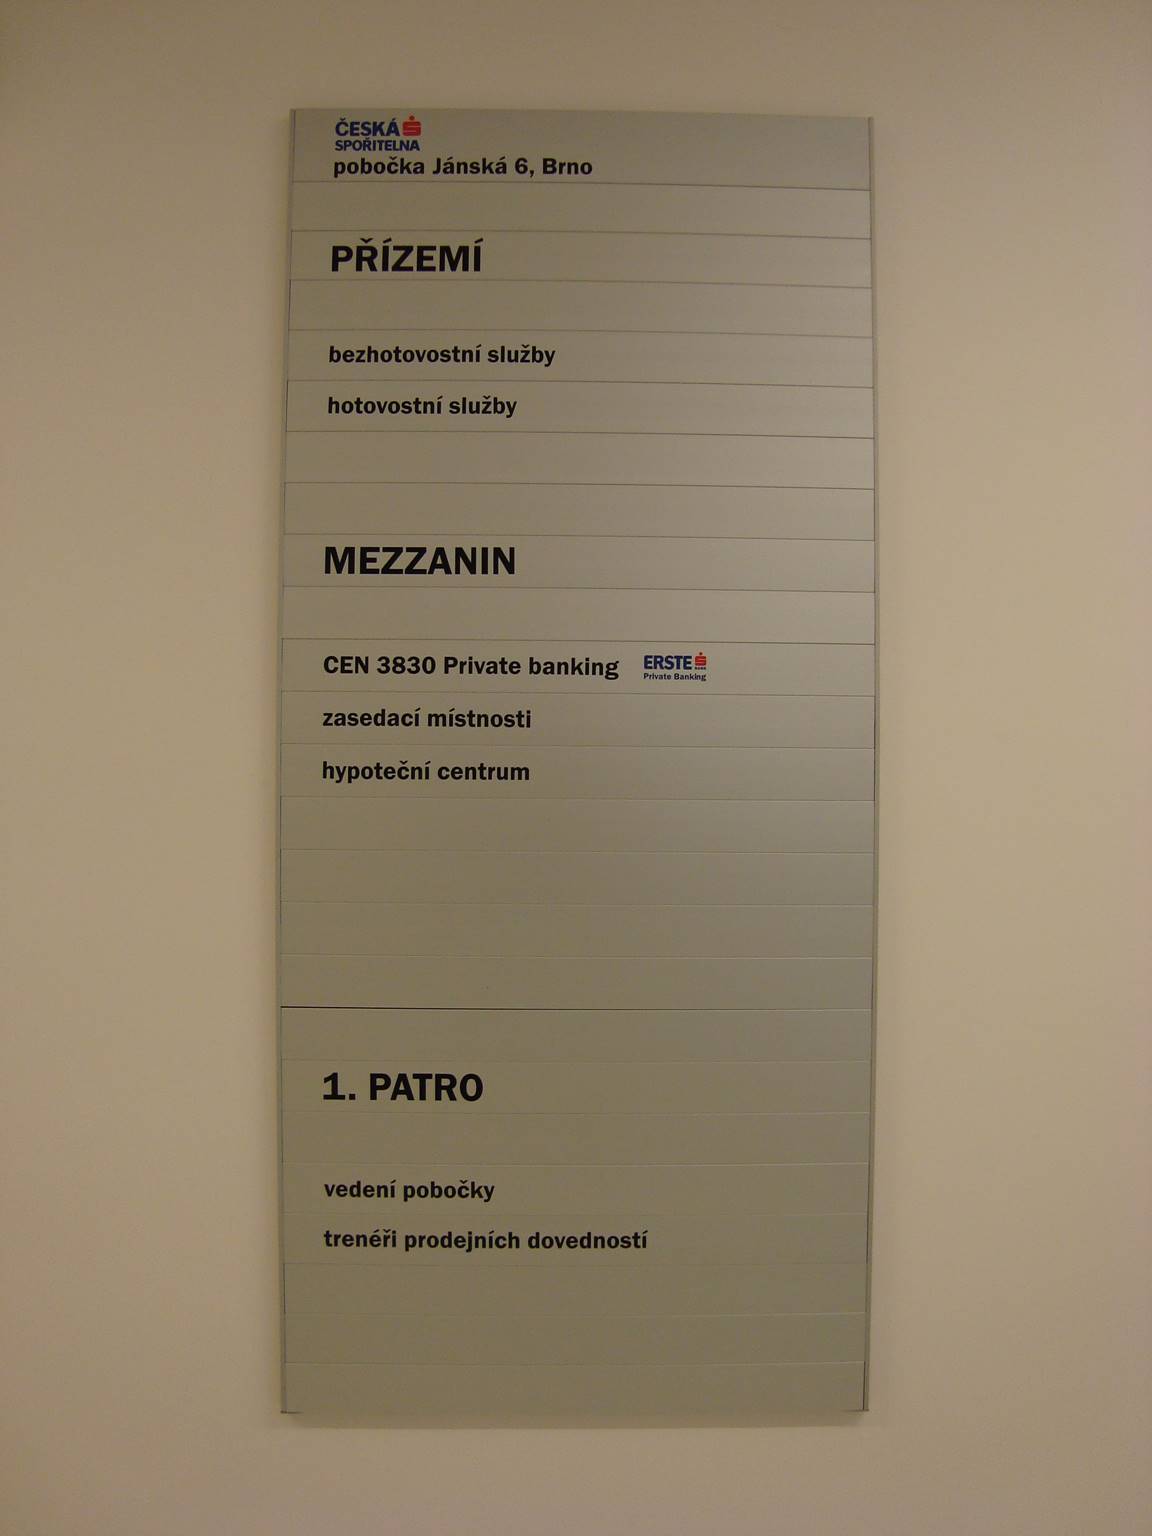 ČESKÁ
SPOŘITELNA
pobočka Jánská 6, Brno
PŘÍZEMÍ
bezhotovostní služby
hotovostní služby
MEZZANIN
CEN 3830 Private banking ERSTE BANK
Private Banking
zasedací místnosti
hypoteční centrum
1. PATRO
vedení pobočky
trenéři prodejních dovedností